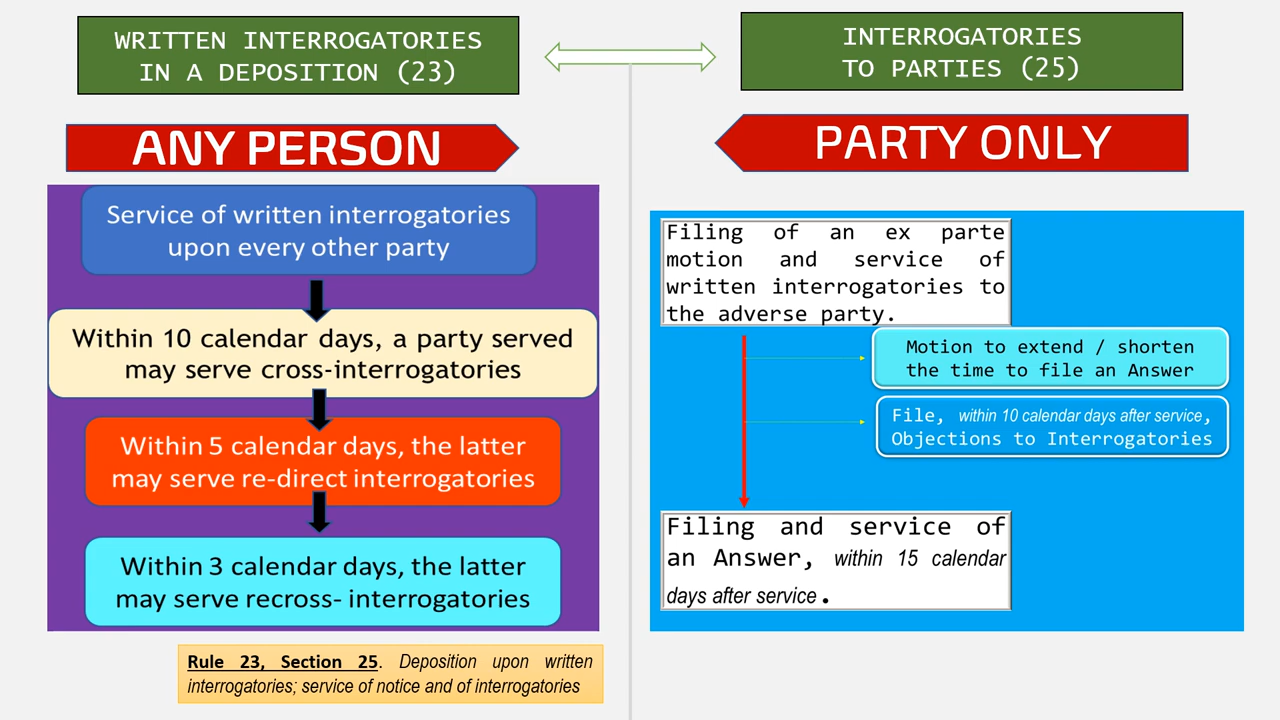 WRITTEN INTERROGATORIES
IN A DEPOSITION (23)
ANY PERSON
Service of written interrogatories
upon every other party
Within 10 calendar days, a party served
may serve cross-interrogatories
Within 5 calendar days, the latter
may serve re-direct interrogatories
Within 3 calendar days, the latter
may serve recross- interrogatories
Rule 23, Section 25. Deposition upon written
interrogatories; service of notice and of interrogatories
INTERROGATORIES
TO PARTIES (25)
PARTY ONLY
Filing of an ex parte
motion and service of
written interrogatories to
the adverse party.
Motion to extend / shorten
the time to file an Answer
File, within 10 calendar days after service,
Objections to Interrogatories
Filing and service of
an Answer, within 15 calendar
days after service.